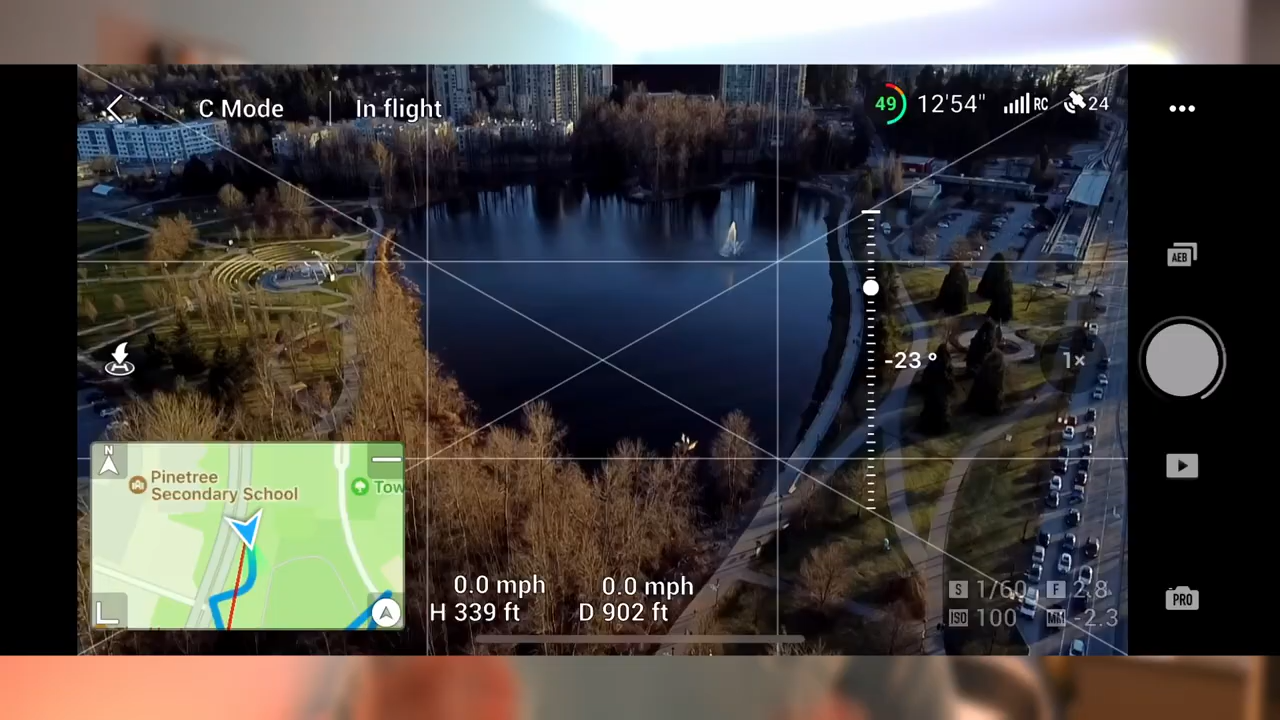 C Mode
In flight
49
12'54"
RC
24
AEB
-23 °
1×
N
Pinetree
Secondary School
Tow
0.0 mph
0.0 mph
H 339 ft
D 902 ft
S 1/60
F 2.8
ISO 100
MM -2.3
PRO